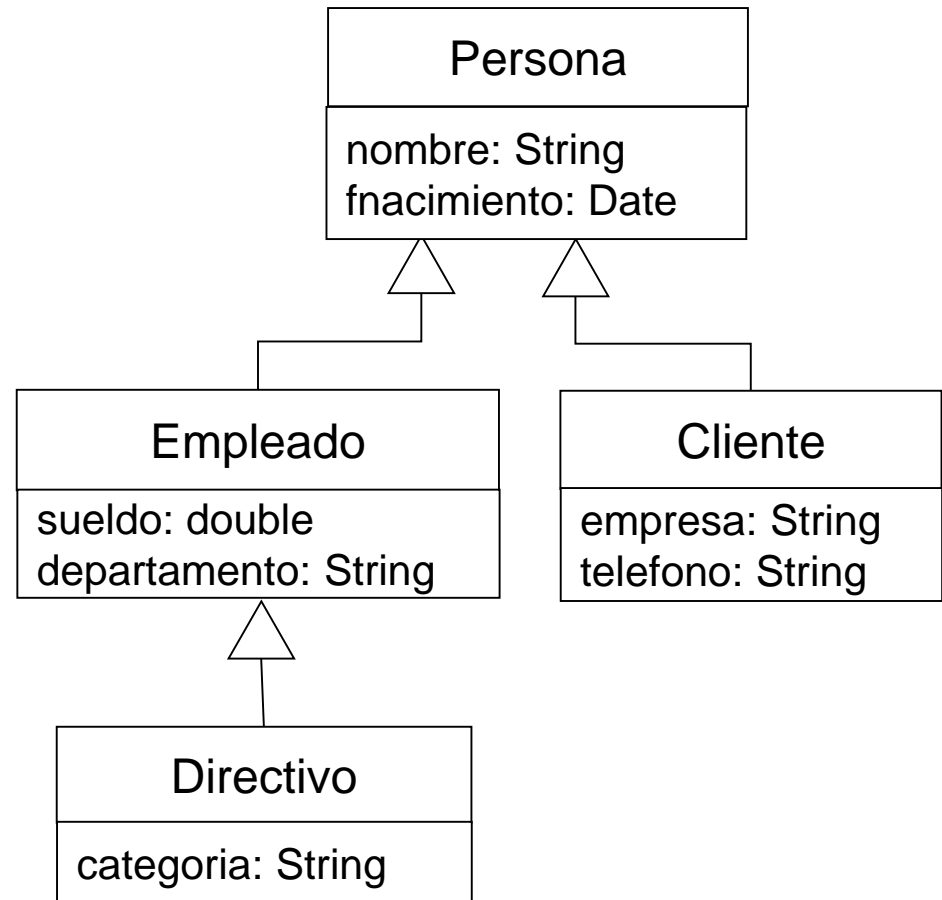 Persona
nombre: String
fnacimiento: Date
Empleado
sueldo: double
departamento: String
Cliente
empresa: String
telefono: String
Directivo
categoria: String